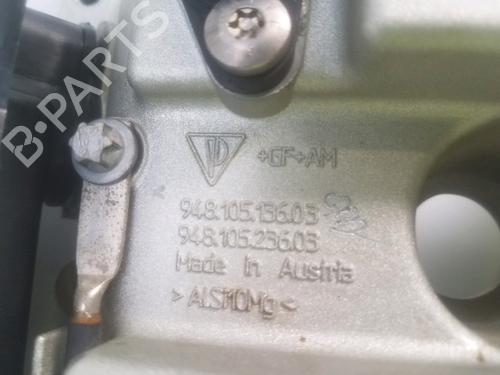 B-PARTS
+GF+AM
948.105.136.03
948.105.236.03
Made in Austria
>ALSi10Mg<